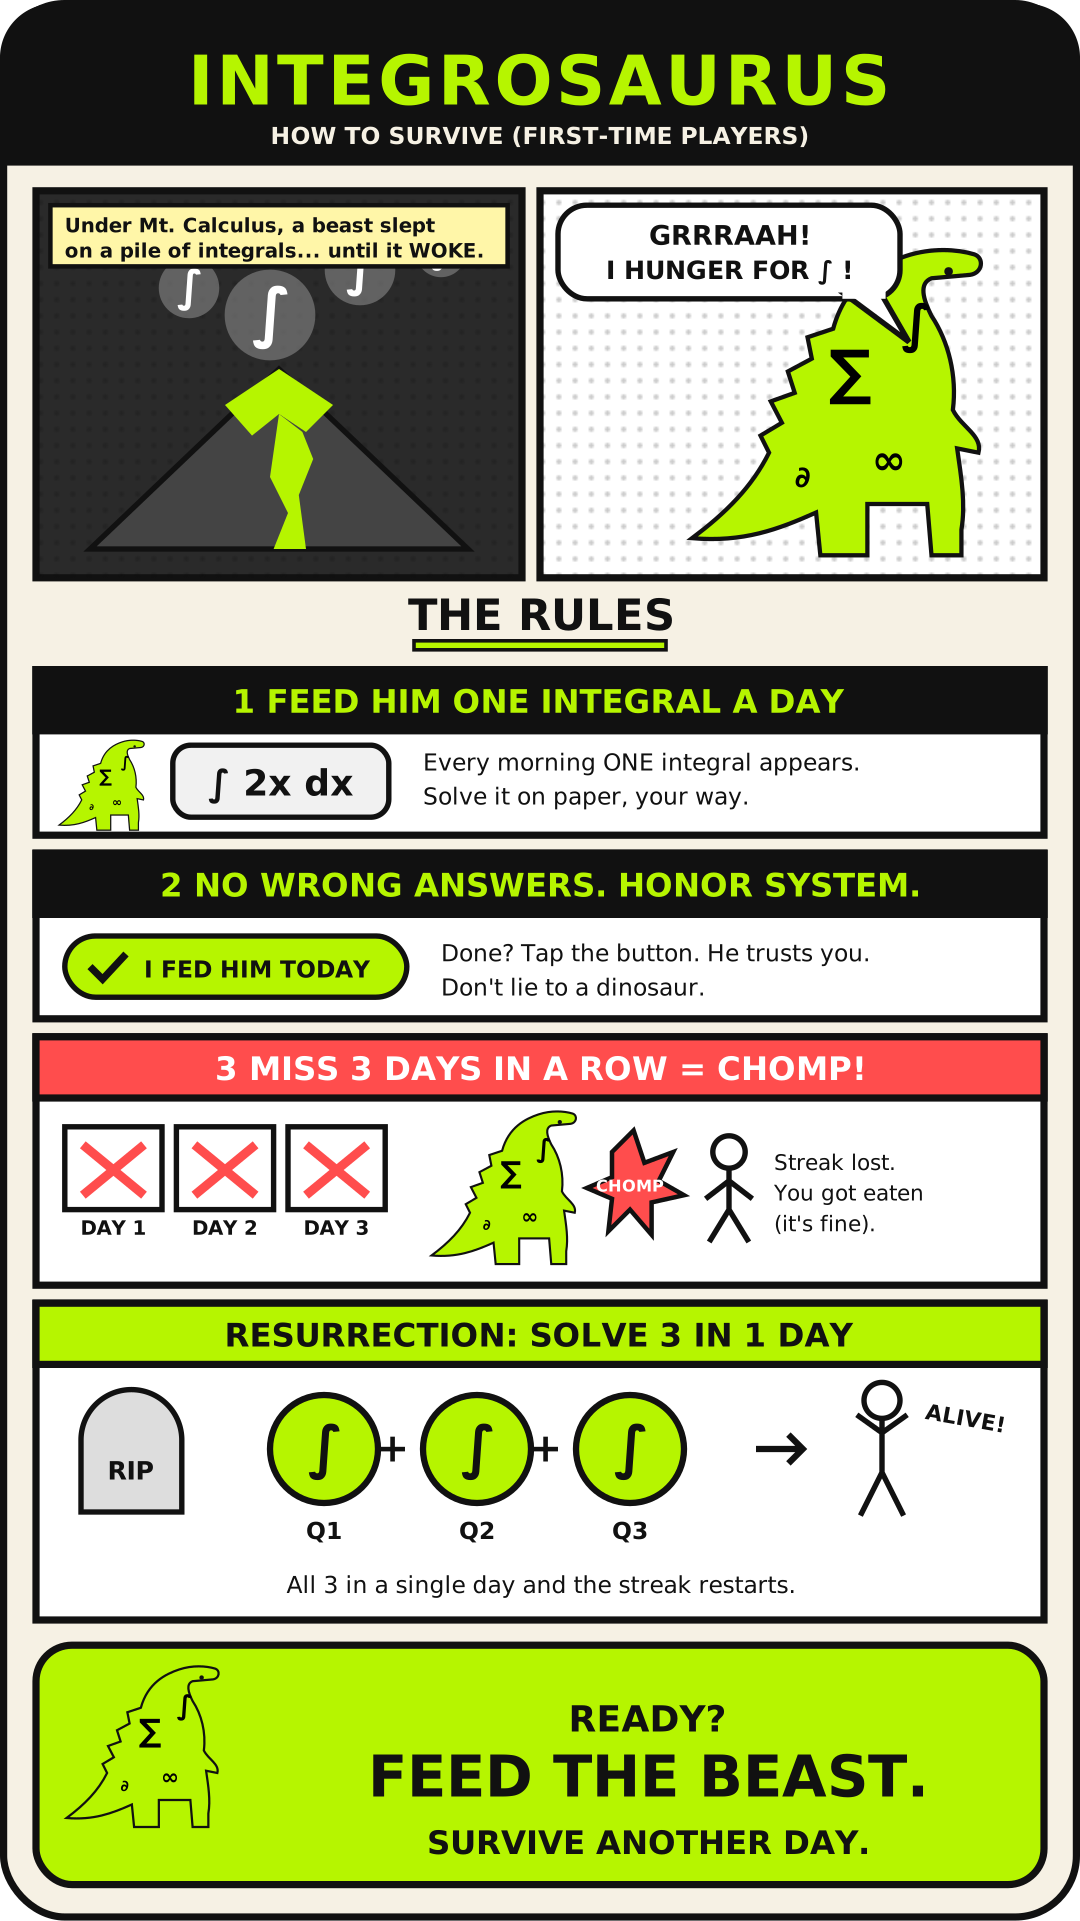 INTEGROSAURUS
HOW TO SURVIVE (FIRST-TIME PLAYERS)
Under Mt. Calculus, a beast slept
on a pile of integrals... until it WOKE.
∫ ∫ ∫ ∫
GRRRAAH!
I HUNGER FOR ∫ !
∫
Σ
∂ ∞
THE RULES
1 FEED HIM ONE INTEGRAL A DAY
Σ ∫
∂ ∞
∫ 2x dx
Every morning ONE integral appears.
Solve it on paper, your way.
2 NO WRONG ANSWERS. HONOR SYSTEM.
I FED HIM TODAY
Done? Tap the button. He trusts you.
Don't lie to a dinosaur.
3 MISS 3 DAYS IN A ROW = CHOMP!
DAY 1 DAY 2 DAY 3
Σ ∫
∂ ∞
CHOMP
Streak lost.
You got eaten
(it's fine).
RESURRECTION: SOLVE 3 IN 1 DAY
RIP
∫ + ∫ + ∫ →
Q1 Q2 Q3
ALIVE!
All 3 in a single day and the streak restarts.
Σ ∫
∂ ∞
READY?
FEED THE BEAST.
SURVIVE ANOTHER DAY.